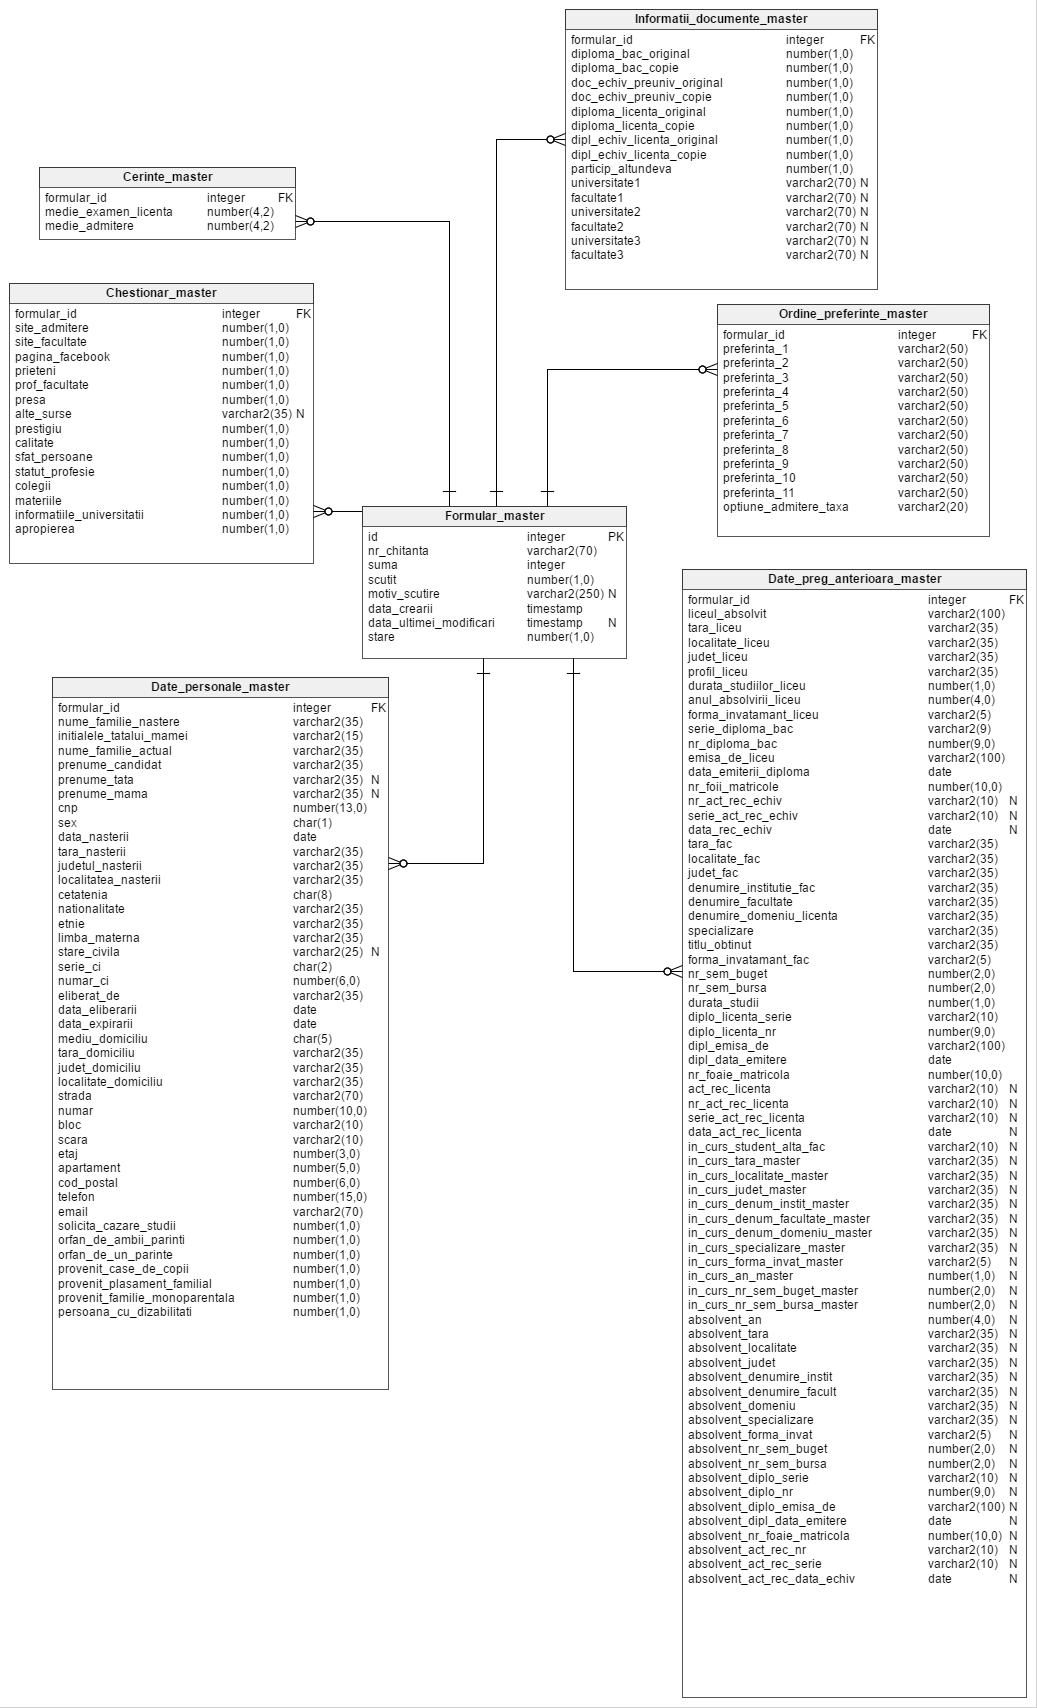 Informatii_documente_master
formular_id integer FK
diploma_bac_original number(1,0)
diploma_bac_copie number(1,0)
doc_echiv_preuniv_original number(1,0)
doc_echiv_preuniv_copie number(1,0)
diploma_licenta_original number(1,0)
diploma_licenta_copie number(1,0)
dipl_echiv_licenta_original number(1,0)
dipl_echiv_licenta_copie number(1,0)
particip_altundeva number(1,0)
universitate1 varchar2(70) N
facultate1 varchar2(70) N
universitate2 varchar2(70) N
facultate2 varchar2(70) N
universitate3 varchar2(70) N
facultate3 varchar2(70) N
Cerinte_master
formular_id integer FK
medie_examen_licenta number(4,2)
medie_admitere number(4,2)
Chestionar_master
formular_id integer FK
site_admitere number(1,0)
site_facultate number(1,0)
pagina_facebook number(1,0)
prieteni number(1,0)
prof_facultate number(1,0)
presa number(1,0)
alte_surse varchar2(35) N
prestigiu number(1,0)
calitate number(1,0)
sfat_persoane number(1,0)
statut_profesie number(1,0)
colegii number(1,0)
materiile number(1,0)
informatiile_universitatii number(1,0)
apropierea number(1,0)
Ordine_preferinte_master
formular_id integer FK
preferinta_1 varchar2(50)
preferinta_2 varchar2(50)
preferinta_3 varchar2(50)
preferinta_4 varchar2(50)
preferinta_5 varchar2(50)
preferinta_6 varchar2(50)
preferinta_7 varchar2(50)
preferinta_8 varchar2(50)
preferinta_9 varchar2(50)
preferinta_10 varchar2(50)
preferinta_11 varchar2(50)
optiune_admitere_taxa varchar2(20)
Formular_master
id integer PK
nr_chitanta varchar2(70)
suma integer
scutit number(1,0)
motiv_scutire varchar2(250) N
data_crearii timestamp
data_ultimei_modificari timestamp N
stare number(1,0)
Date_personale_master
formular_id integer FK
nume_familie_nastere varchar2(35)
initialele_tatalui_mamei varchar2(15)
nume_familie_actual varchar2(35)
prenume_candidat varchar2(35)
prenume_tata varchar2(35) N
prenume_mama varchar2(35) N
cnp number(13,0)
sex char(1)
data_nasterii date
tara_nasterii varchar2(35)
judetul_nasterii varchar2(35)
localitatea_nasterii varchar2(35)
cetatenia char(8)
nationalitate varchar2(35)
etnie varchar2(35)
limba_materna varchar2(35)
stare_civila varchar2(25) N
serie_ci char(2)
numar_ci number(6,0)
eliberat_de varchar2(35)
data_eliberarii date
data_expirarii date
mediu_domiciliu char(5)
tara_domiciliu varchar2(35)
judet_domiciliu varchar2(35)
localitate_domiciliu varchar2(35)
strada varchar2(70)
numar number(10,0)
bloc varchar2(10)
scara varchar2(10)
etaj number(3,0)
apartament number(5,0)
cod_postal number(6,0)
telefon number(15,0)
email varchar2(70)
solicita_cazare_studii number(1,0)
orfan_de_ambii_parinti number(1,0)
orfan_de_un_parinte number(1,0)
provenit_case_de_copii number(1,0)
provenit_plasament_familial number(1,0)
provenit_familie_monoparentala number(1,0)
persoana_cu_dizabilitati number(1,0)
Date_preg_anterioara_master
formular_id integer FK
liceul_absolvit varchar2(100)
tara_liceu varchar2(35)
localitate_liceu varchar2(35)
judet_liceu varchar2(35)
profil_liceu varchar2(35)
durata_studiilor_liceu number(1,0)
anul_absolvirii_liceu number(4,0)
forma_invatamant_liceu varchar2(5)
serie_diploma_bac varchar2(9)
nr_diploma_bac number(9,0)
emisa_de_liceu varchar2(100)
data_emiterii_diploma date
nr_foii_matricole number(10,0)
nr_act_rec_echiv varchar2(10) N
serie_act_rec_echiv varchar2(10) N
data_rec_echiv date N
tara_fac varchar2(35)
localitate_fac varchar2(35)
judet_fac varchar2(35)
denumire_institutie_fac varchar2(35)
denumire_facultate varchar2(35)
denumire_domeniu_licenta varchar2(35)
specializare varchar2(35)
titlu_obtinut varchar2(35)
forma_invatamant_fac varchar2(5)
nr_sem_buget number(2,0)
nr_sem_bursa number(2,0)
durata_studii number(1,0)
diplo_licenta_serie varchar2(10)
diplo_licenta_nr number(9,0)
dipl_emisa_de varchar2(100)
dipl_data_emitere date
nr_foaie_matricola number(10,0)
act_rec_licenta varchar2(10) N
nr_act_rec_licenta varchar2(10) N
serie_act_rec_licenta varchar2(10) N
data_act_rec_licenta date N
in_curs_student_alta_fac varchar2(10) N
in_curs_tara_master varchar2(35) N
in_curs_localitate_master varchar2(35) N
in_curs_judet_master varchar2(35) N
in_curs_denum_instit_master varchar2(35) N
in_curs_denum_facultate_master varchar2(35) N
in_curs_denum_domeniu_master varchar2(35) N
in_curs_specializare_master varchar2(35) N
in_curs_forma_invat_master varchar2(5) N
in_curs_an_master number(1,0) N
in_curs_nr_sem_buget_master number(2,0) N
in_curs_nr_sem_bursa_master number(2,0) N
absolvent_an number(4,0) N
absolvent_tara varchar2(35) N
absolvent_localitate varchar2(35) N
absolvent_judet varchar2(35) N
absolvent_denumire_instit varchar2(35) N
absolvent_denumire_facult varchar2(35) N
absolvent_domeniu varchar2(35) N
absolvent_specializare varchar2(35) N
absolvent_forma_invat varchar2(5) N
absolvent_nr_sem_buget number(2,0) N
absolvent_nr_sem_bursa number(2,0) N
absolvent_diplo_serie varchar2(10) N
absolvent_diplo_nr number(9,0) N
absolvent_diplo_emisa_de varchar2(100) N
absolvent_dipl_data_emitere date N
absolvent_nr_foaie_matricola number(10,0) N
absolvent_act_rec_nr varchar2(10) N
absolvent_act_rec_serie varchar2(10) N
absolvent_act_rec_data_echiv date N